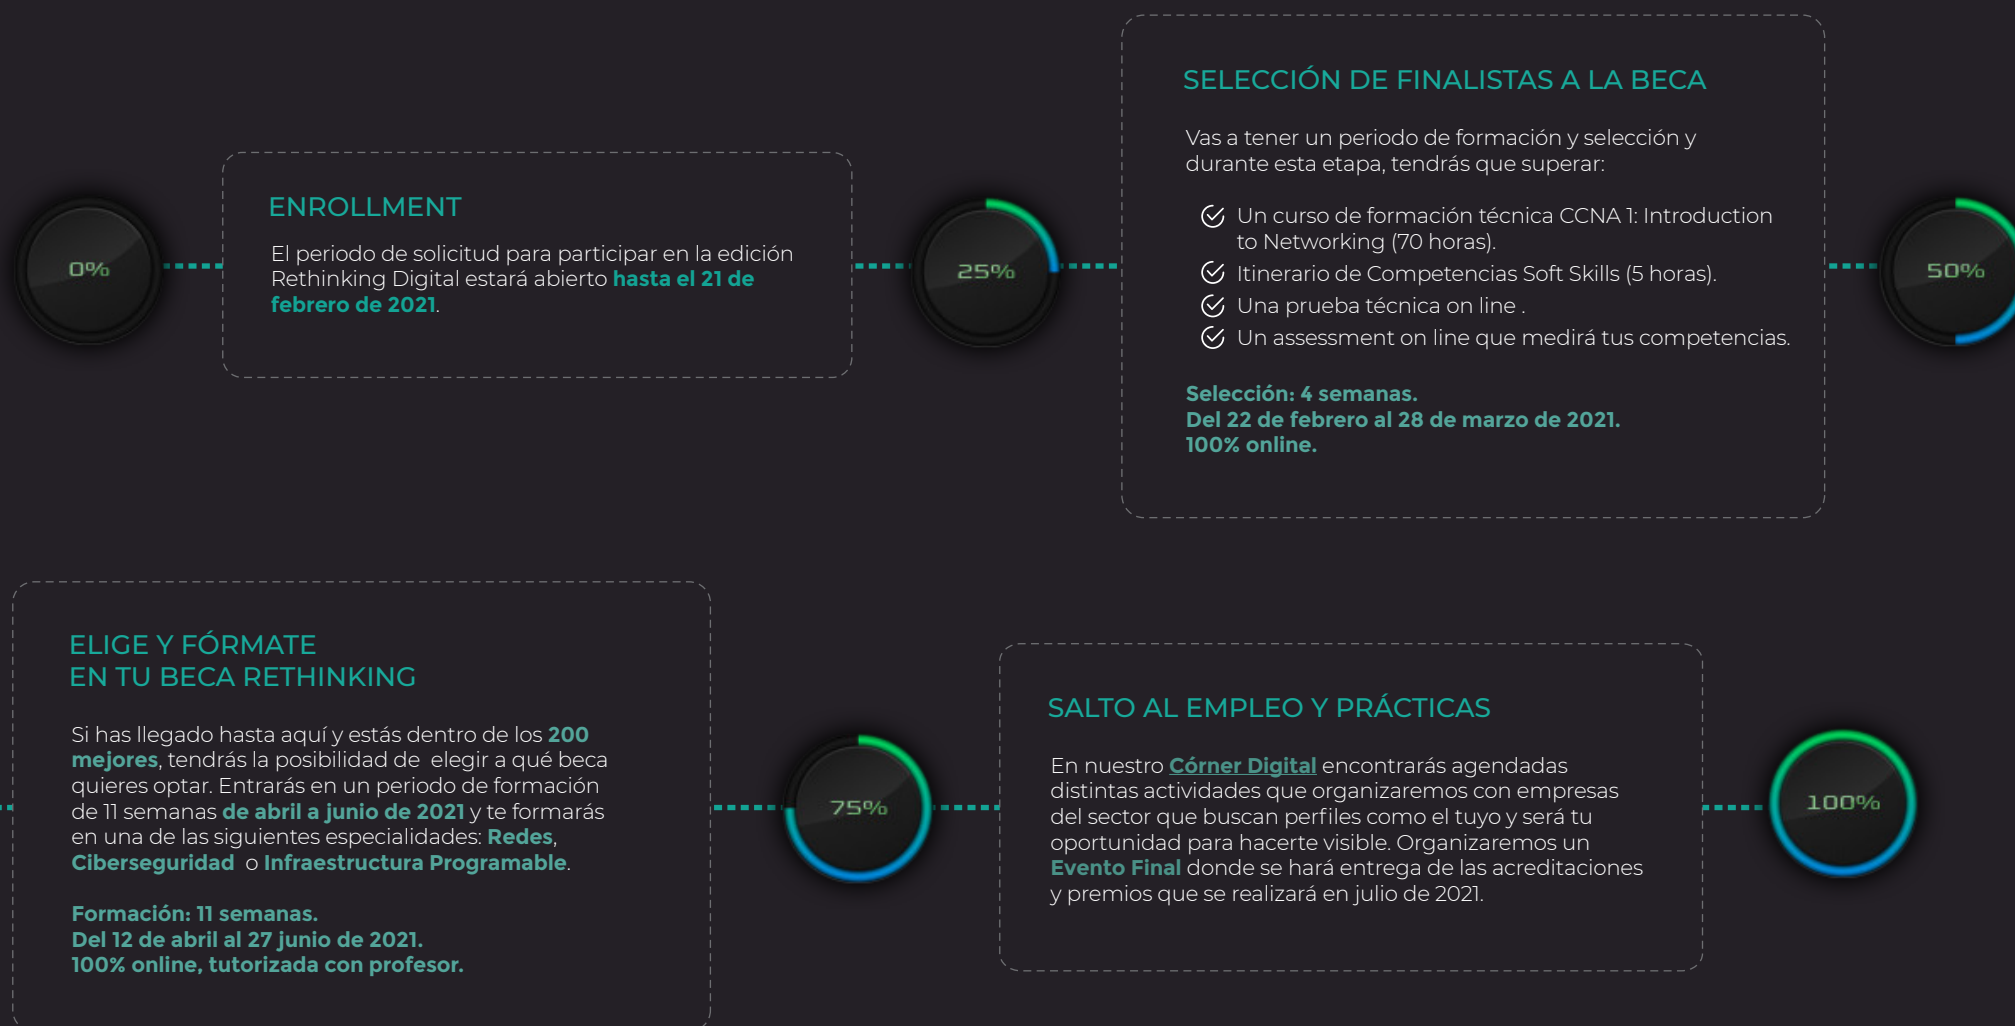 0%
ENROLLMENT
El periodo de solicitud para participar en la edición
Rethinking Digital estará abierto hasta el 21 de
febrero de 2021.
25%
SELECCIÓN DE FINALISTAS A LA BECA
Vas a tener un periodo de formación y selección y
durante esta etapa, tendrás que superar:
Un curso de formación técnica CCNA 1: Introduction
to Networking (70 horas).
Itinerario de Competencias Soft Skills (5 horas).
Una prueba técnica on line .
Un assessment on line que medirá tus competencias.
Selección: 4 semanas.
Del 22 de febrero al 28 de marzo de 2021.
100% online.
50%
ELIGE Y FÓRMATE
EN TU BECA RETHINKING
Si has llegado hasta aquí y estás dentro de los 200
mejores, tendrás la posibilidad de  elegir a qué beca
quieres optar. Entrarás en un periodo de formación
de 11 semanas de abril a junio de 2021 y te formarás
en una de las siguientes especialidades: Redes,
Ciberseguridad  o Infraestructura Programable.
Formación: 11 semanas.
Del 12 de abril al 27 junio de 2021.
100% online, tutorizada con profesor.
75%
SALTO AL EMPLEO Y PRÁCTICAS
En nuestro Córner Digital encontrarás agendadas
distintas actividades que organizaremos con empresas
del sector que buscan perfiles como el tuyo y será tu
oportunidad para hacerte visible. Organizaremos un
Evento Final donde se hará entrega de las acreditaciones
y premios que se realizará en julio de 2021.
100%